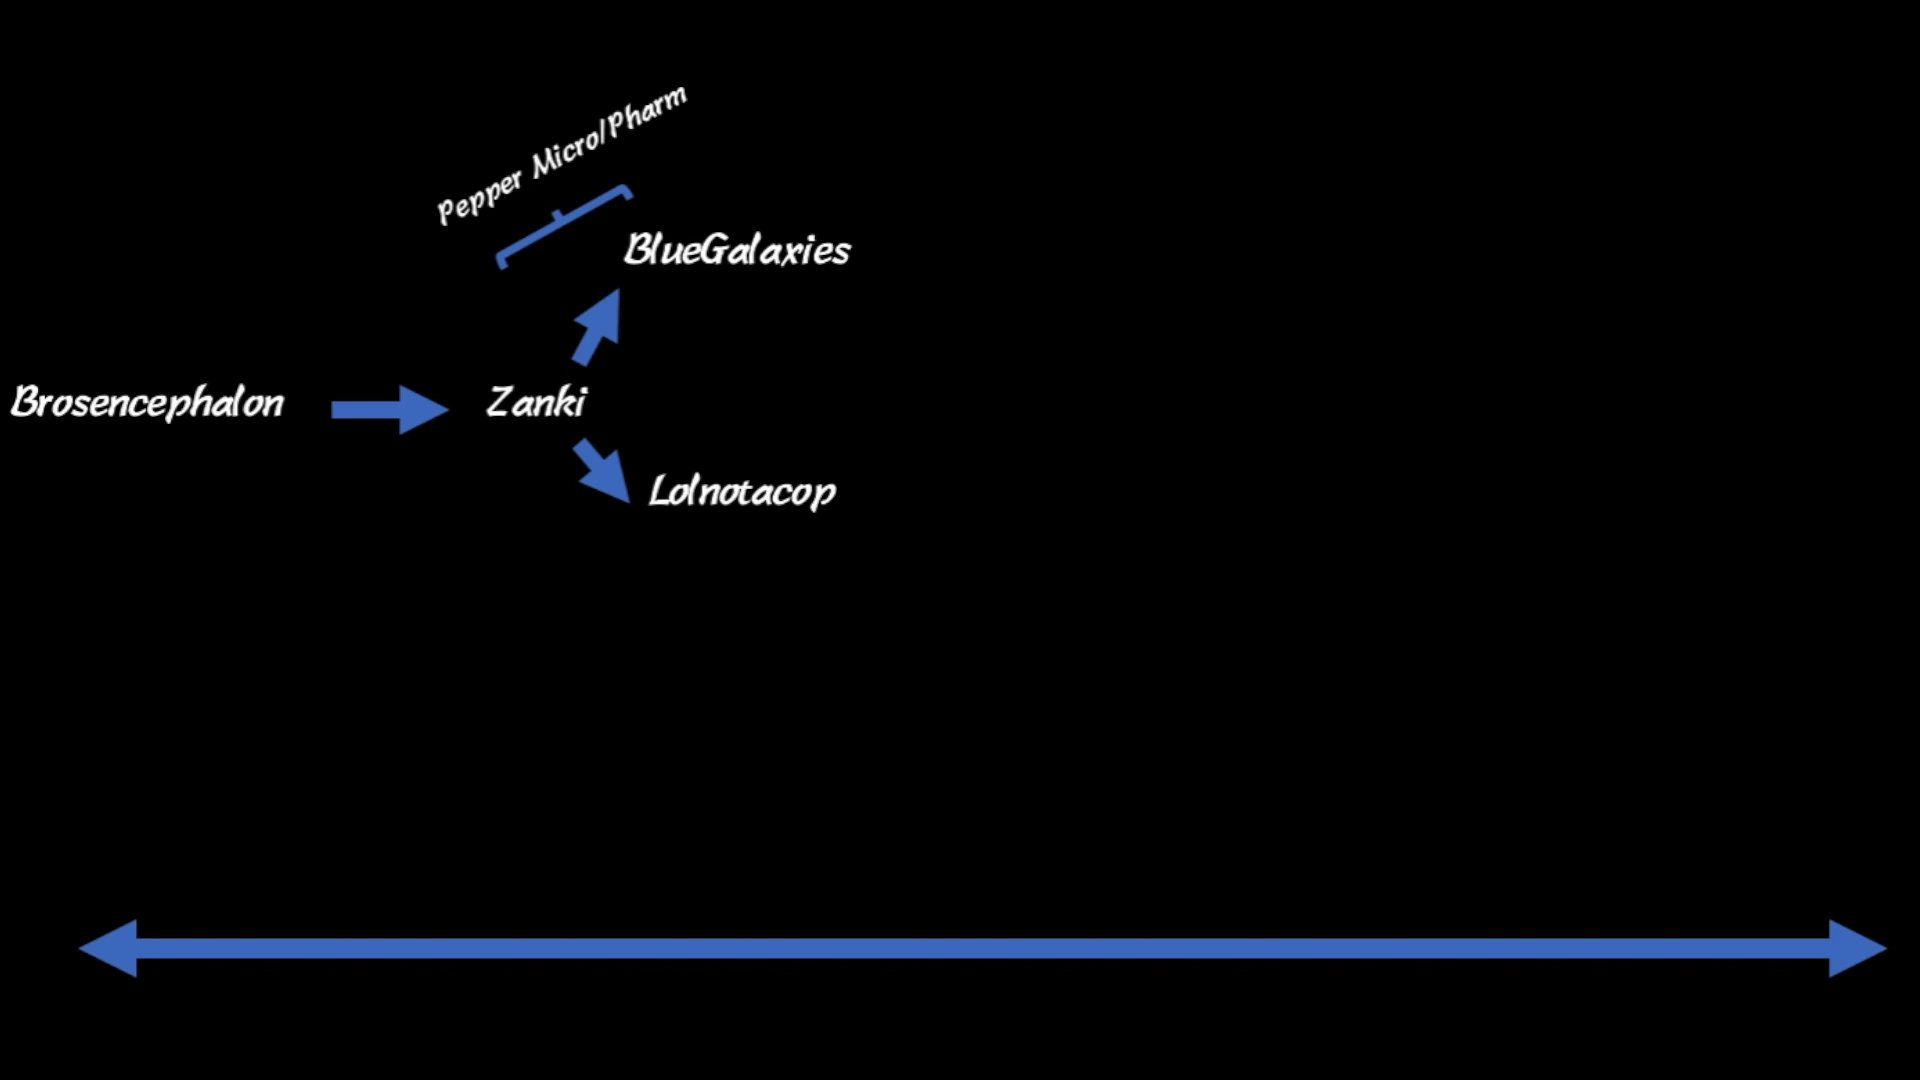 Pepper Micro/Pharm
BlueGalaxies
Brosencephalon
Zanki
Lolnotacop